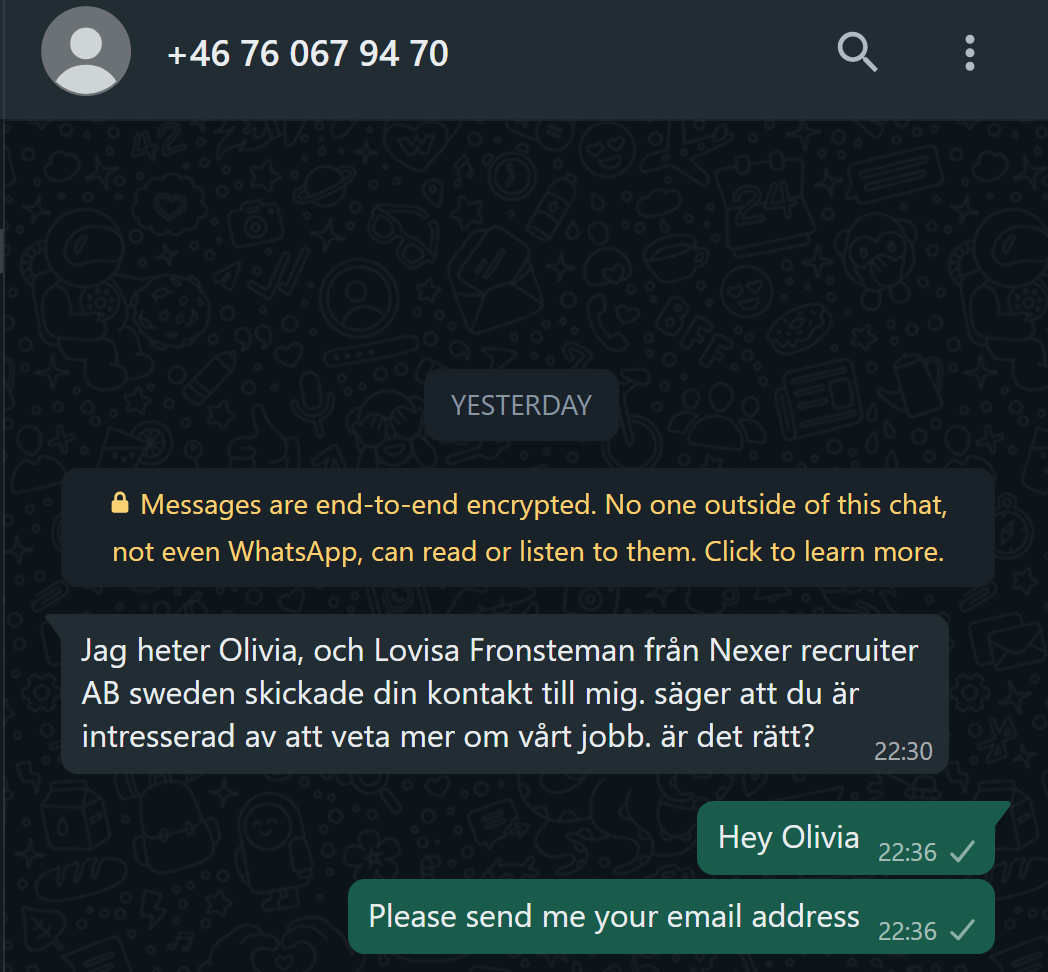 +46 76 067 94 70
YESTERDAY
Messages are end-to-end encrypted. No one outside of this chat,
not even WhatsApp, can read or listen to them. Click to learn more.
Jag heter Olivia, och Lovisa Fronsteman från Nexer recruiter
AB sweden skickade din kontakt till mig. säger att du är
intresserad av att veta mer om vårt jobb. är det rätt?
22:30
Hey Olivia
22:36
Please send me your email address
22:36